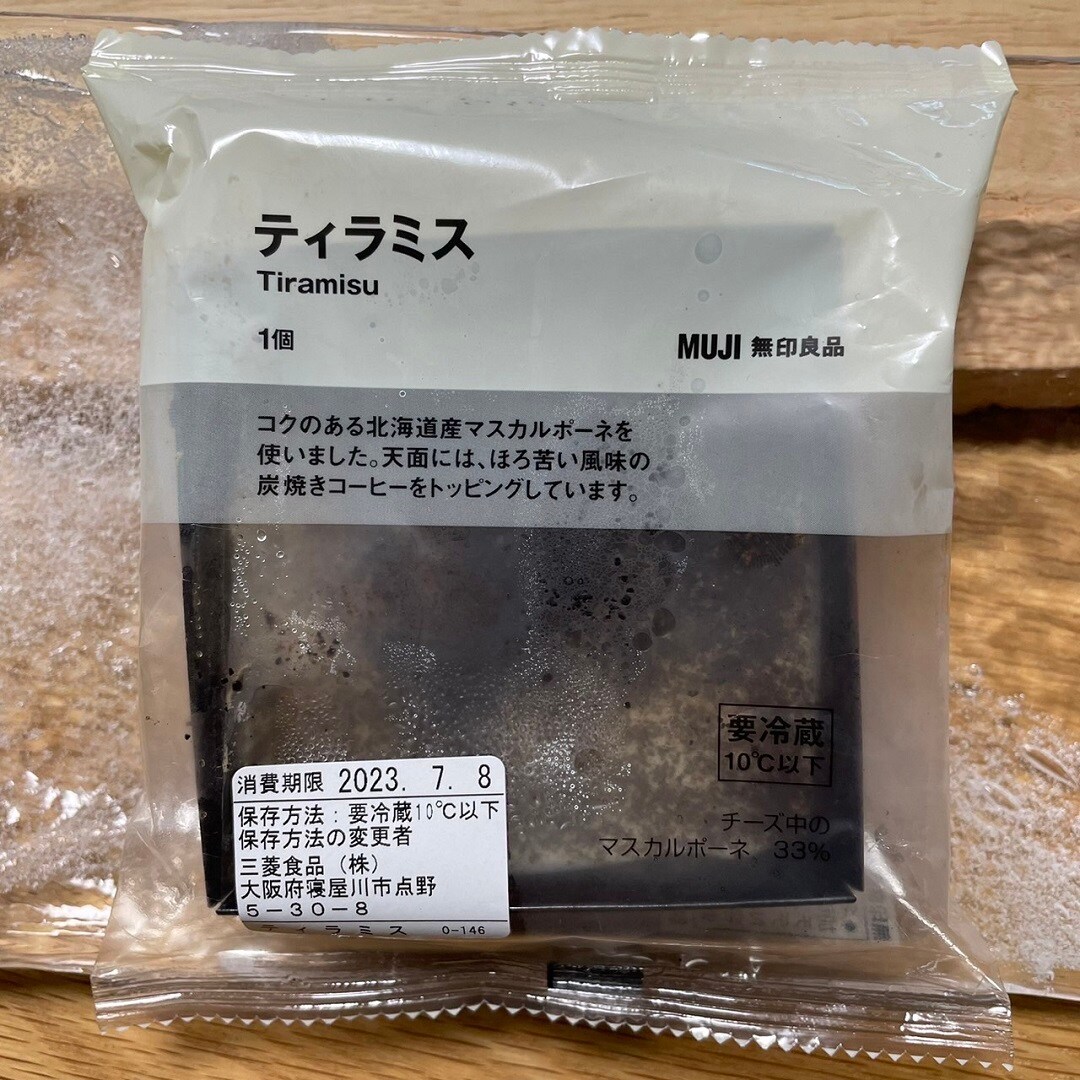 ティラミス
Tiramisu
1個
MUJI 無印良品
コクのある北海道産マスカルポーネを
使いました。天面には、ほろ苦い風味の
炭焼きコーヒーをトッピングしています。
要冷蔵
10℃以下
チーズ中の
マスカルポーネ 33%
消費期限 2023. 7. 8
保存方法:要冷蔵10℃以下
保存方法の変更者
三菱食品(株)
大阪府寝屋川市点野
5-30-8
ティラミス 0-146